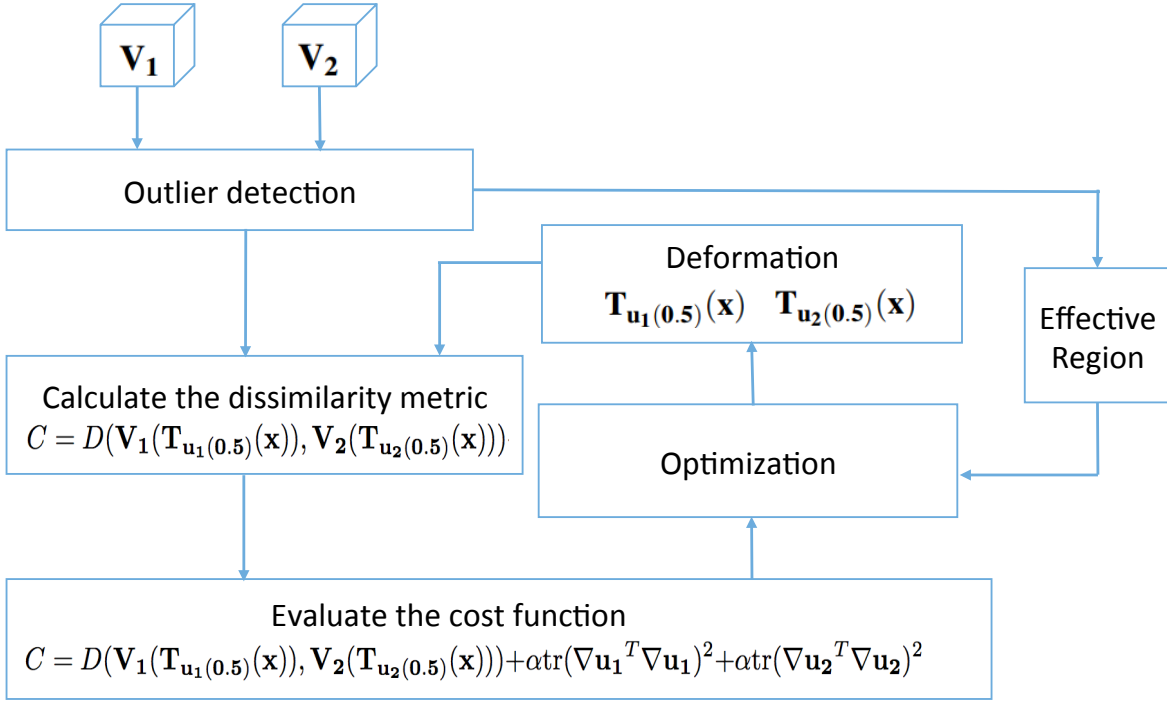 V₁
V₂
Outlier detection
Deformation
T_{u₁(0.5)}(x) T_{u₂(0.5)}(x)
Effective
Region
Calculate the dissimilarity metric
C = D(V₁(T_{u₁(0.5)}(x)), V₂(T_{u₂(0.5)}(x)))
Optimization
Evaluate the cost function
C = D(V₁(T_{u₁(0.5)}(x)), V₂(T_{u₂(0.5)}(x)))+αtr(∇u₁ᵀ∇u₁)²+αtr(∇u₂ᵀ∇u₂)²